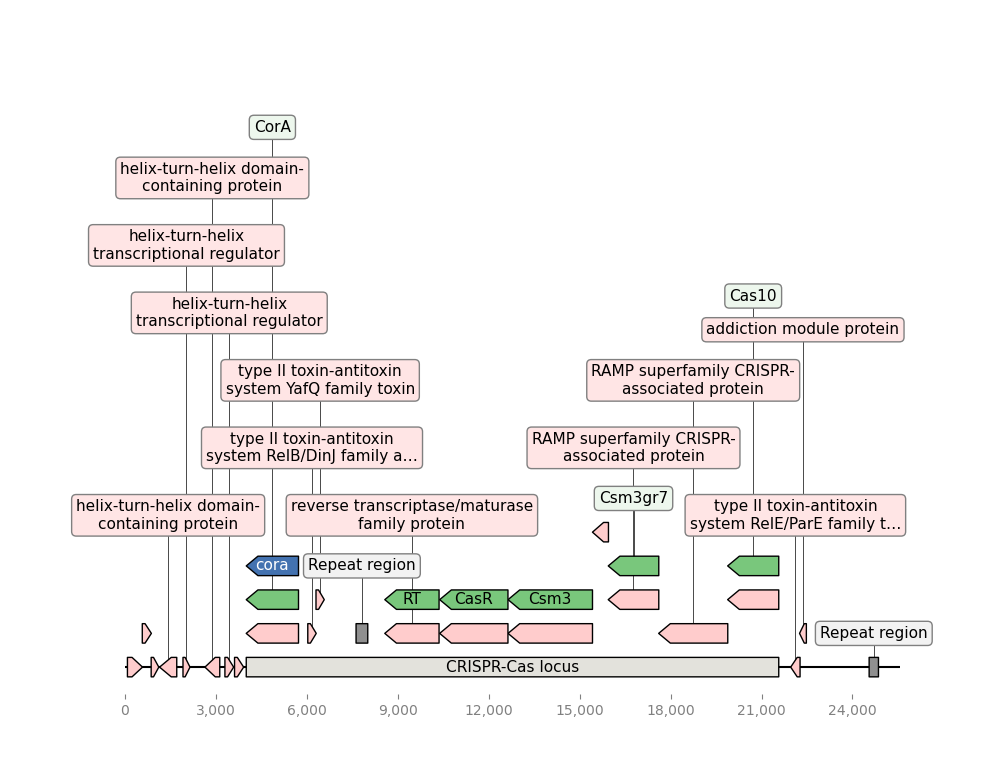 CorA
helix-turn-helix domain-
containing protein
helix-turn-helix
transcriptional regulator
Cas10
helix-turn-helix
transcriptional regulator
addiction module protein
type II toxin-antitoxin
system YafQ family toxin
RAMP superfamily CRISPR-
associated protein
type II toxin-antitoxin
system RelB/DinJ family a…
RAMP superfamily CRISPR-
associated protein
Csm3gr7
helix-turn-helix domain-
containing protein
reverse transcriptase/maturase
family protein
type II toxin-antitoxin
system RelE/ParE family t…
cora
Repeat region
RT
CasR
Csm3
Repeat region
CRISPR-Cas locus
0
3,000
6,000
9,000
12,000
15,000
18,000
21,000
24,000